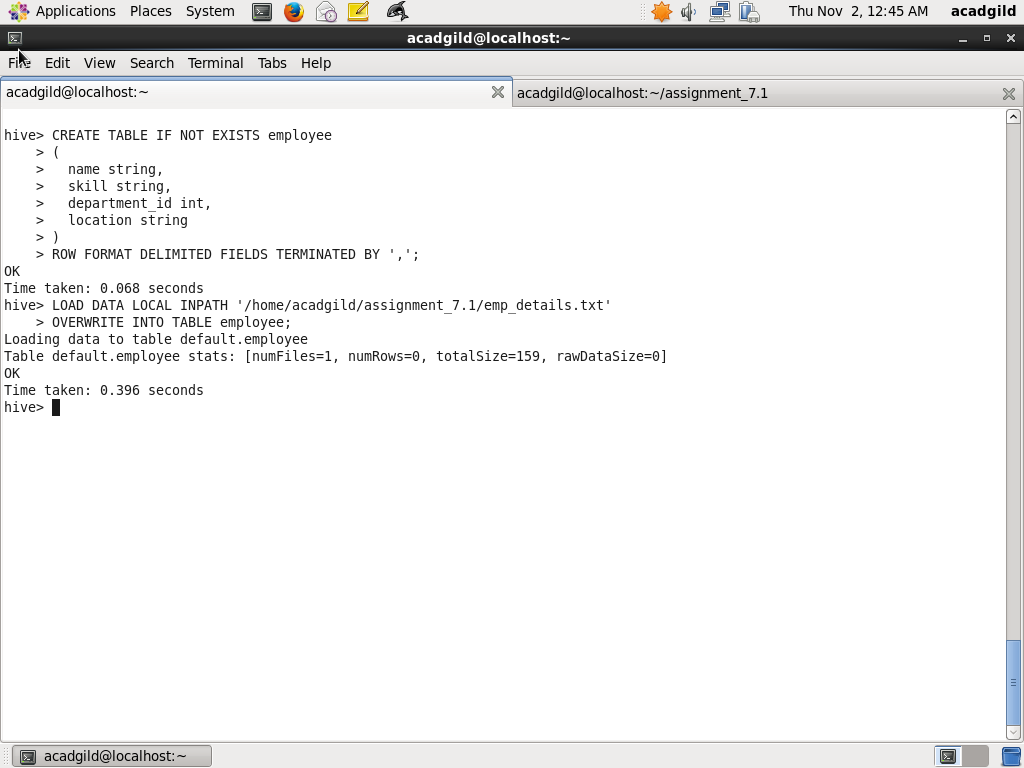 Applications Places System Thu Nov 2, 12:45 AM acadgild
acadgild@localhost:~
File Edit View Search Terminal Tabs Help
acadgild@localhost:~ acadgild@localhost:~/assignment_7.1
hive> CREATE TABLE IF NOT EXISTS employee
    > (
    >   name string,
    >   skill string,
    >   department_id int,
    >   location string
    > )
    > ROW FORMAT DELIMITED FIELDS TERMINATED BY ',';
OK
Time taken: 0.068 seconds
hive> LOAD DATA LOCAL INPATH '/home/acadgild/assignment_7.1/emp_details.txt'
    > OVERWRITE INTO TABLE employee;
Loading data to table default.employee
Table default.employee stats: [numFiles=1, numRows=0, totalSize=159, rawDataSize=0]
OK
Time taken: 0.396 seconds
hive>
acadgild@localhost:~